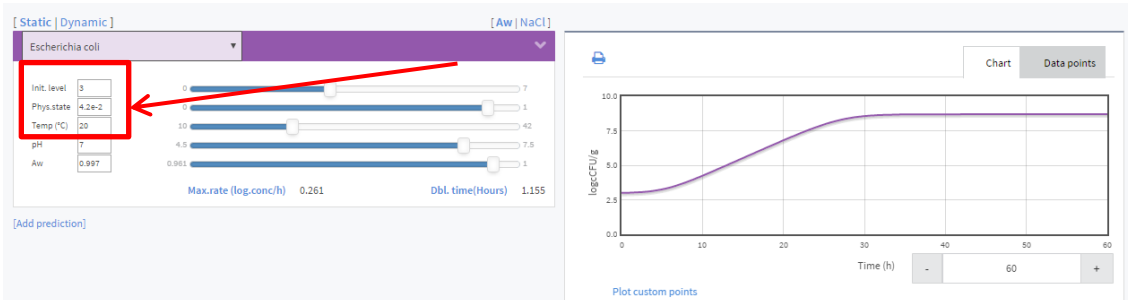 [ Static | Dynamic ]
[ Aw | NaCl ]
Escherichia coli
Init. level 3 0 7
Phys.state 4.2e-2 0 1
Temp (°C) 20 10 42
pH 7 4.5 7.5
Aw 0.997 0.961 1
Max.rate (log.conc/h) 0.261 Dbl. time(Hours) 1.155
[Add prediction]
Chart Data points
10.0
7.5
5.0
2.5
0.0
logcCFU/g
0 10 20 30 40 50 60
Time (h) - 60 +
Plot custom points